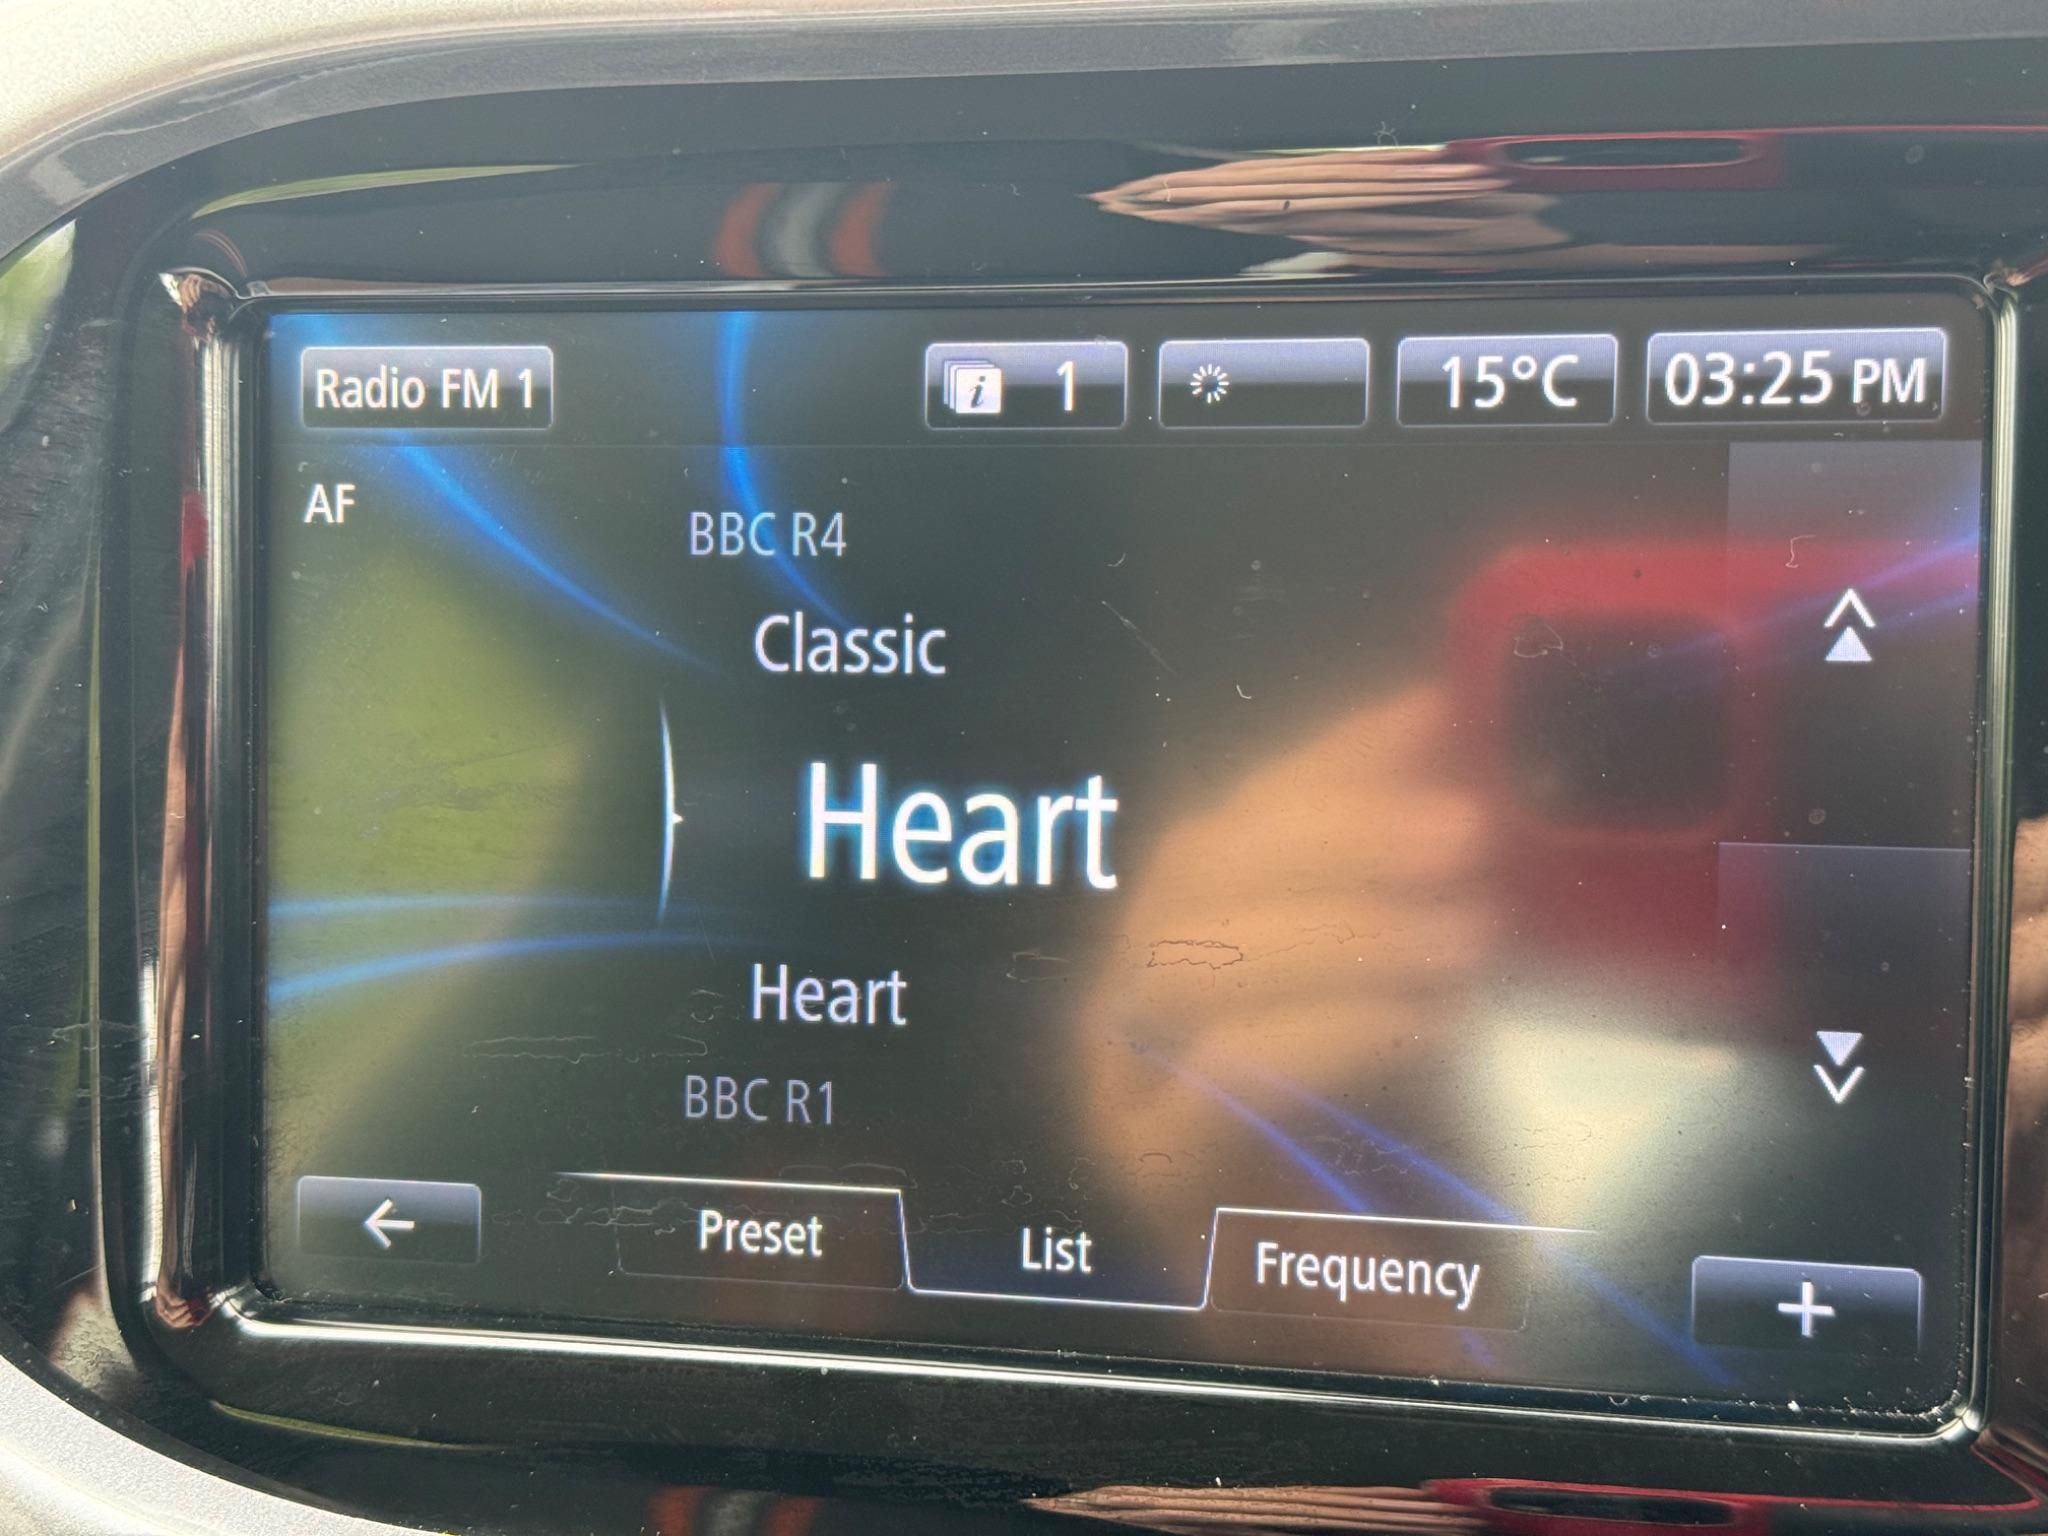 Radio FM 1
i 1
15°C
03:25 PM
AF
BBC R4
Classic
Heart
Heart
BBC R1
Preset
List
Frequency